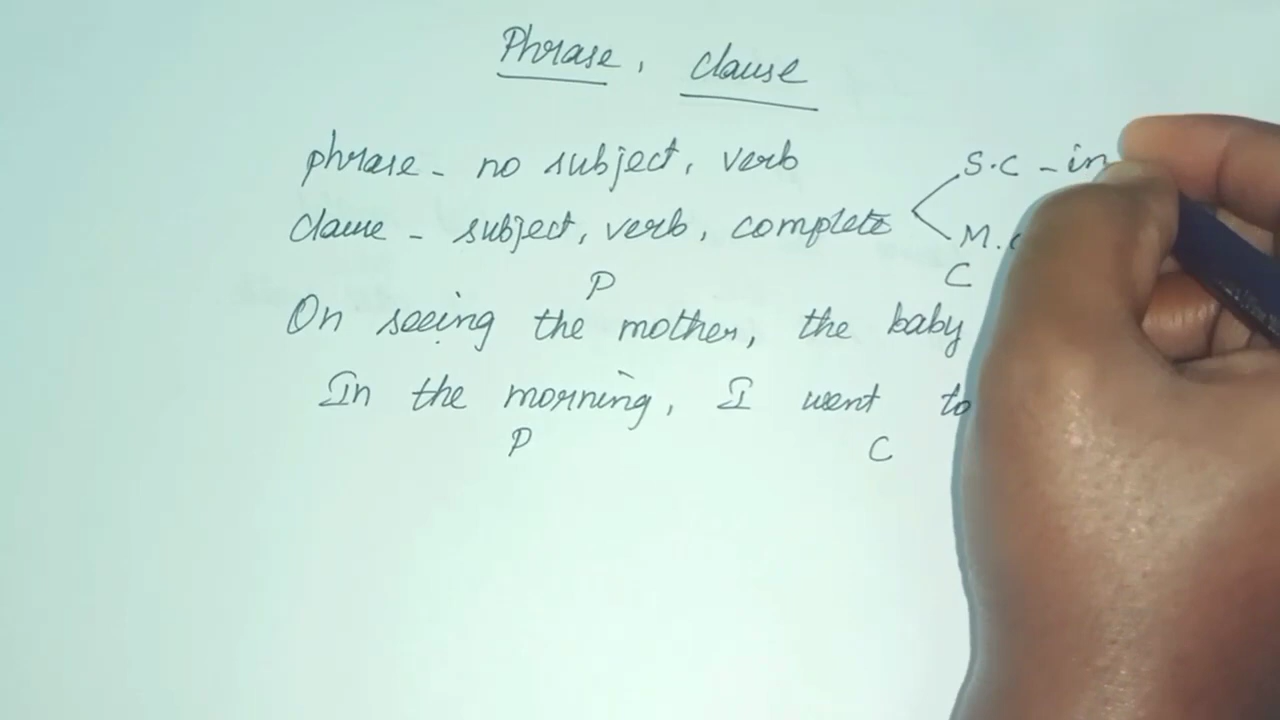 Phrase, Clause
phrase - no subject, verb
S.C - in
Clause - subject, verb, complete
M.
P
C
On seeing the mother, the baby
In the morning, I went to
P
C